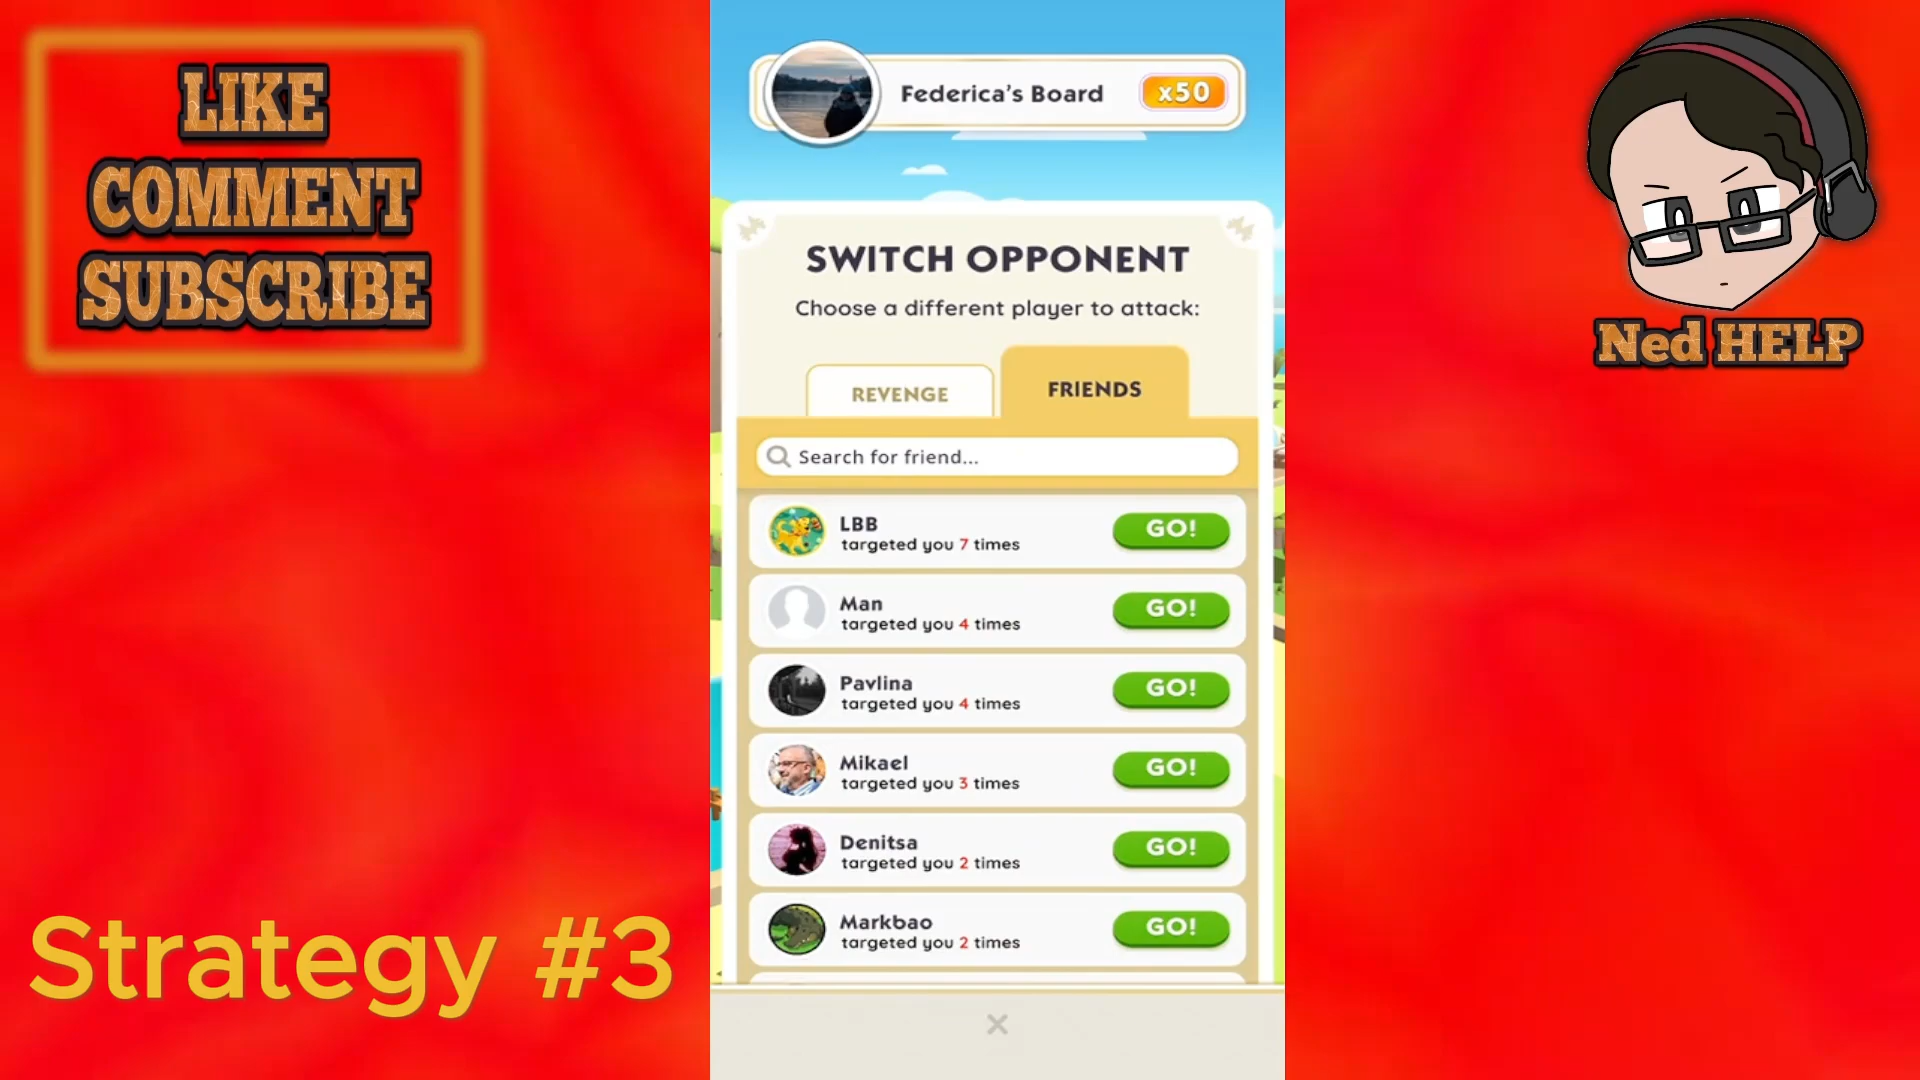 LIKE
COMMENT
SUBSCRIBE
Strategy #3
Federica's Board
x50
SWITCH OPPONENT
Choose a different player to attack:
REVENGE
FRIENDS
Search for friend...
LBB
targeted you 7 times
GO!
Man
targeted you 4 times
GO!
Pavlina
targeted you 4 times
GO!
Mikael
targeted you 3 times
GO!
Denitsa
targeted you 2 times
GO!
Markbao
targeted you 2 times
GO!
Ned HELP